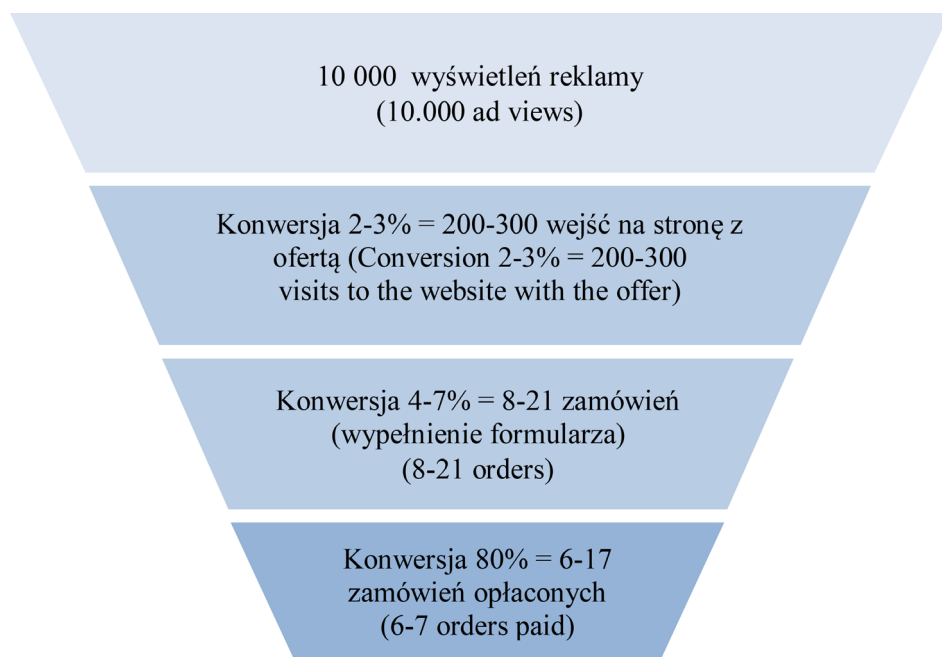 10 000 wyświetleń reklamy
(10.000 ad views)
Konwersja 2-3% = 200-300 wejść na stronę z
ofertą (Conversion 2-3% = 200-300
visits to the website with the offer)
Konwersja 4-7% = 8-21 zamówień
(wypełnienie formularza)
(8-21 orders)
Konwersja 80% = 6-17
zamówień opłaconych
(6-7 orders paid)